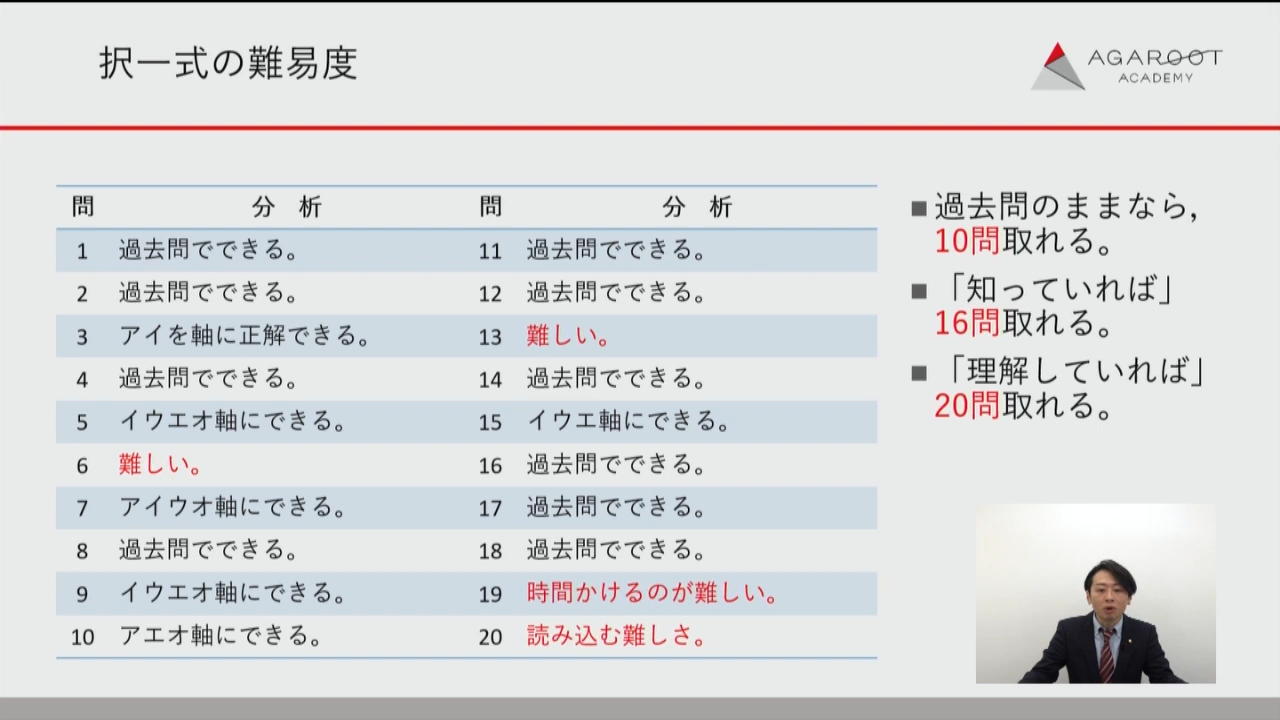 択一式の難易度
AGAROOT
ACADEMY
問 分 析 問 分 析
1 過去問でできる。 11 過去問でできる。
2 過去問でできる。 12 過去問でできる。
3 アイを軸に正解できる。 13 難しい。
4 過去問でできる。 14 過去問でできる。
5 イウエオ軸にできる。 15 イウエ軸にできる。
6 難しい。 16 過去問でできる。
7 アイウオ軸にできる。 17 過去問でできる。
8 過去問でできる。 18 過去問でできる。
9 イウエオ軸にできる。 19 時間かけるのが難しい。
10 アエオ軸にできる。 20 読み込む難しさ。
■過去問のままなら,
10問取れる。
■「知っていれば」
16問取れる。
■「理解していれば」
20問取れる。